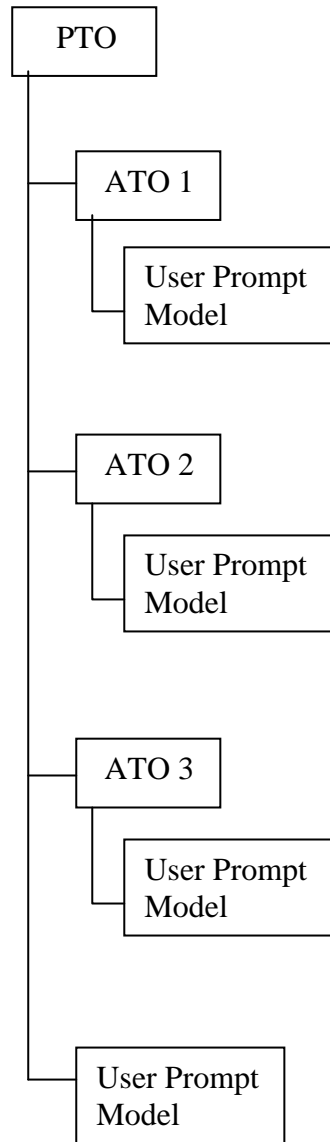 PTO
ATO 1
User Prompt
Model
ATO 2
User Prompt
Model
ATO 3
User Prompt
Model
User Prompt
Model